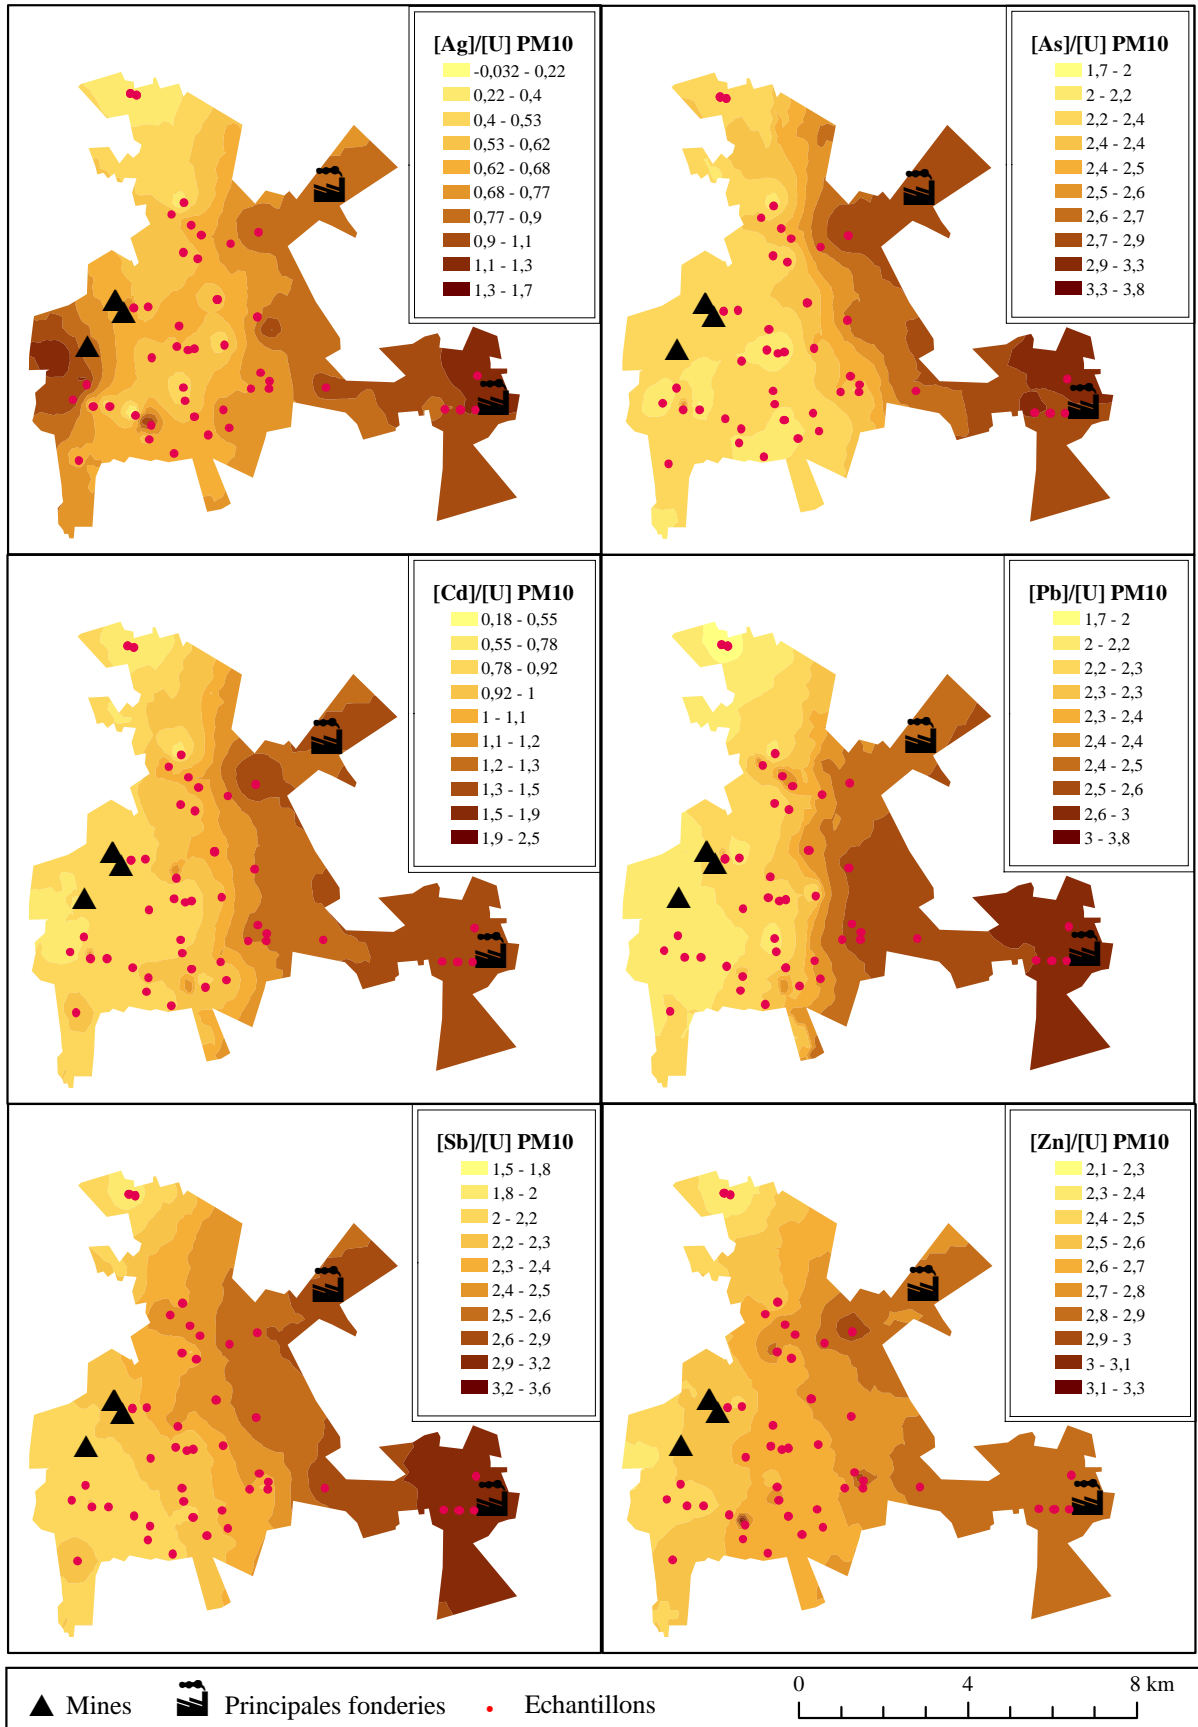 [Ag]/[U] PM10
-0,032 - 0,22
0,22 - 0,4
0,4 - 0,53
0,53 - 0,62
0,62 - 0,68
0,68 - 0,77
0,77 - 0,9
0,9 - 1,1
1,1 - 1,3
1,3 - 1,7
[As]/[U] PM10
1,7 - 2
2 - 2,2
2,2 - 2,4
2,4 - 2,4
2,4 - 2,5
2,5 - 2,6
2,6 - 2,7
2,7 - 2,9
2,9 - 3,3
3,3 - 3,8
[Cd]/[U] PM10
0,18 - 0,55
0,55 - 0,78
0,78 - 0,92
0,92 - 1
1 - 1,1
1,1 - 1,2
1,2 - 1,3
1,3 - 1,5
1,5 - 1,9
1,9 - 2,5
[Pb]/[U] PM10
1,7 - 2
2 - 2,2
2,2 - 2,3
2,3 - 2,3
2,3 - 2,4
2,4 - 2,4
2,4 - 2,5
2,5 - 2,6
2,6 - 3
3 - 3,8
[Sb]/[U] PM10
1,5 - 1,8
1,8 - 2
2 - 2,2
2,2 - 2,3
2,3 - 2,4
2,4 - 2,5
2,5 - 2,6
2,6 - 2,9
2,9 - 3,2
3,2 - 3,6
[Zn]/[U] PM10
2,1 - 2,3
2,3 - 2,4
2,4 - 2,5
2,5 - 2,6
2,6 - 2,7
2,7 - 2,8
2,8 - 2,9
2,9 - 3
3 - 3,1
3,1 - 3,3
Mines
Principales fonderies
Echantillons
0 4 8 km